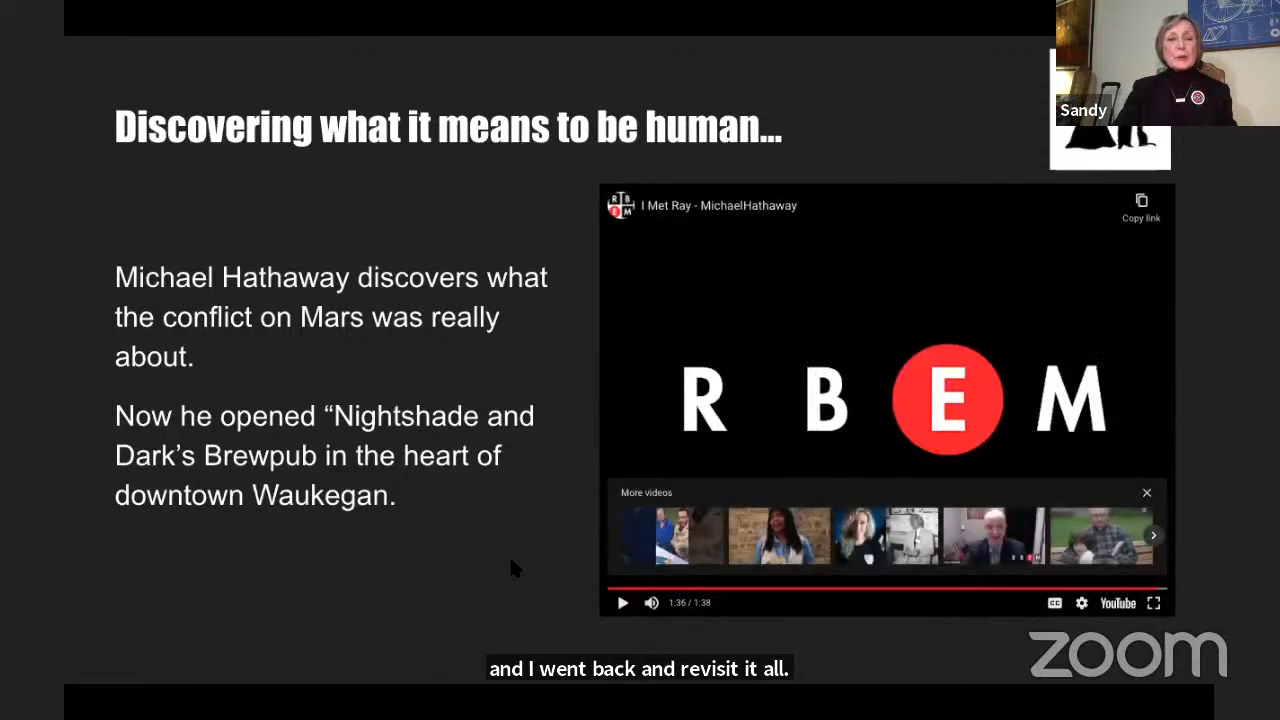 Sandy
Discovering what it means to be human...
R B
E M
I Met Ray - MichaelHathaway
Copy link
Michael Hathaway discovers what
the conflict on Mars was really
about.
Now he opened “Nightshade and
Dark’s Brewpub in the heart of
downtown Waukegan.
R B E M
More videos
1:36 / 1:38
CC
YouTube
and I went back and revisit it all.
zoom